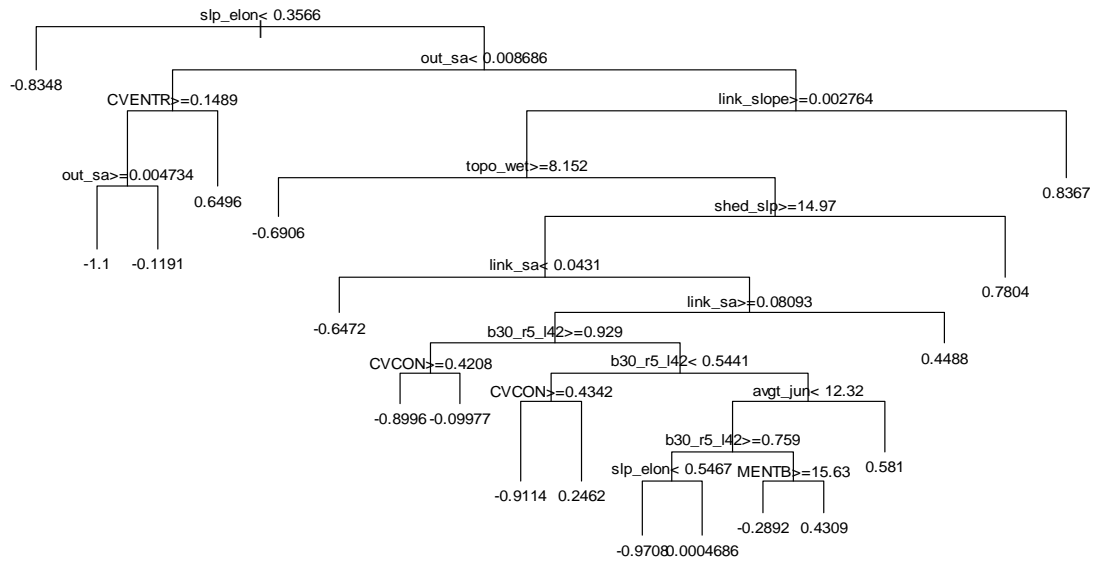 slp_elon< 0.3566
out_sa< 0.008686
-0.8348
CVENTR>=0.1489
link_slope>=0.002764
topo_wet>=8.152
out_sa>=0.004734
0.6496
0.8367
shed_slp>=14.97
-0.6906
-1.1
-0.1191
link_sa< 0.0431
0.7804
link_sa>=0.08093
-0.6472
b30_r5_l42>=0.929
0.4488
CVCON>=0.4208
b30_r5_l42< 0.5441
CVCON>=0.4342
avgt_jun< 12.32
-0.8996
-0.09977
b30_r5_l42>=0.759
0.581
slp_elon< 0.5467
MENTB>=15.63
-0.9114
0.2462
-0.2892
0.4309
-0.9708
0.0004686